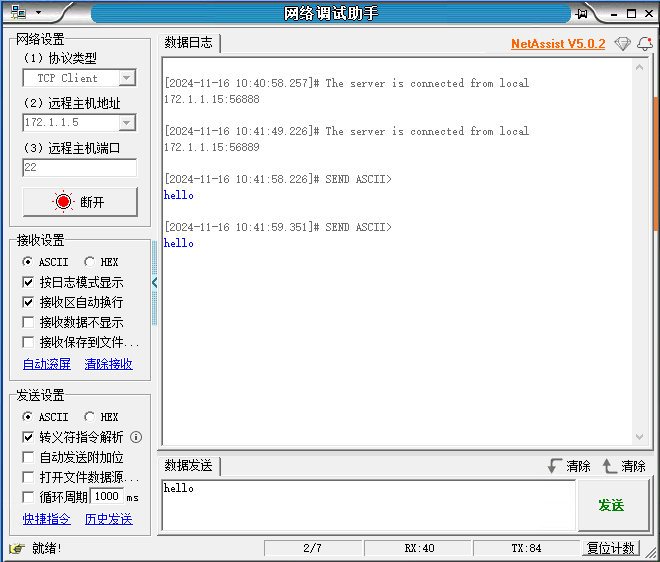 网络调试助手
网络设置
(1) 协议类型
TCP Client
(2) 远程主机地址
172.1.1.5
(3) 远程主机端口
22
断开
接收设置
ASCII HEX
按日志模式显示
接收区自动换行
接收数据不显示
接收保存到文件...
自动滚屏 清除接收
发送设置
ASCII HEX
转义符指令解析
自动发送附加位
打开文件数据源...
循环周期 1000 ms
快捷指令 历史发送
数据日志
NetAssist V5.0.2
[2024-11-16 10:40:58.257]# The server is connected from local
172.1.1.15:56888
[2024-11-16 10:41:49.226]# The server is connected from local
172.1.1.15:56889
[2024-11-16 10:41:58.226]# SEND ASCII>
hello
[2024-11-16 10:41:59.351]# SEND ASCII>
hello
数据发送 清除 清除
hello
发送
就绪! 2/7 RX:40 TX:84 复位计数